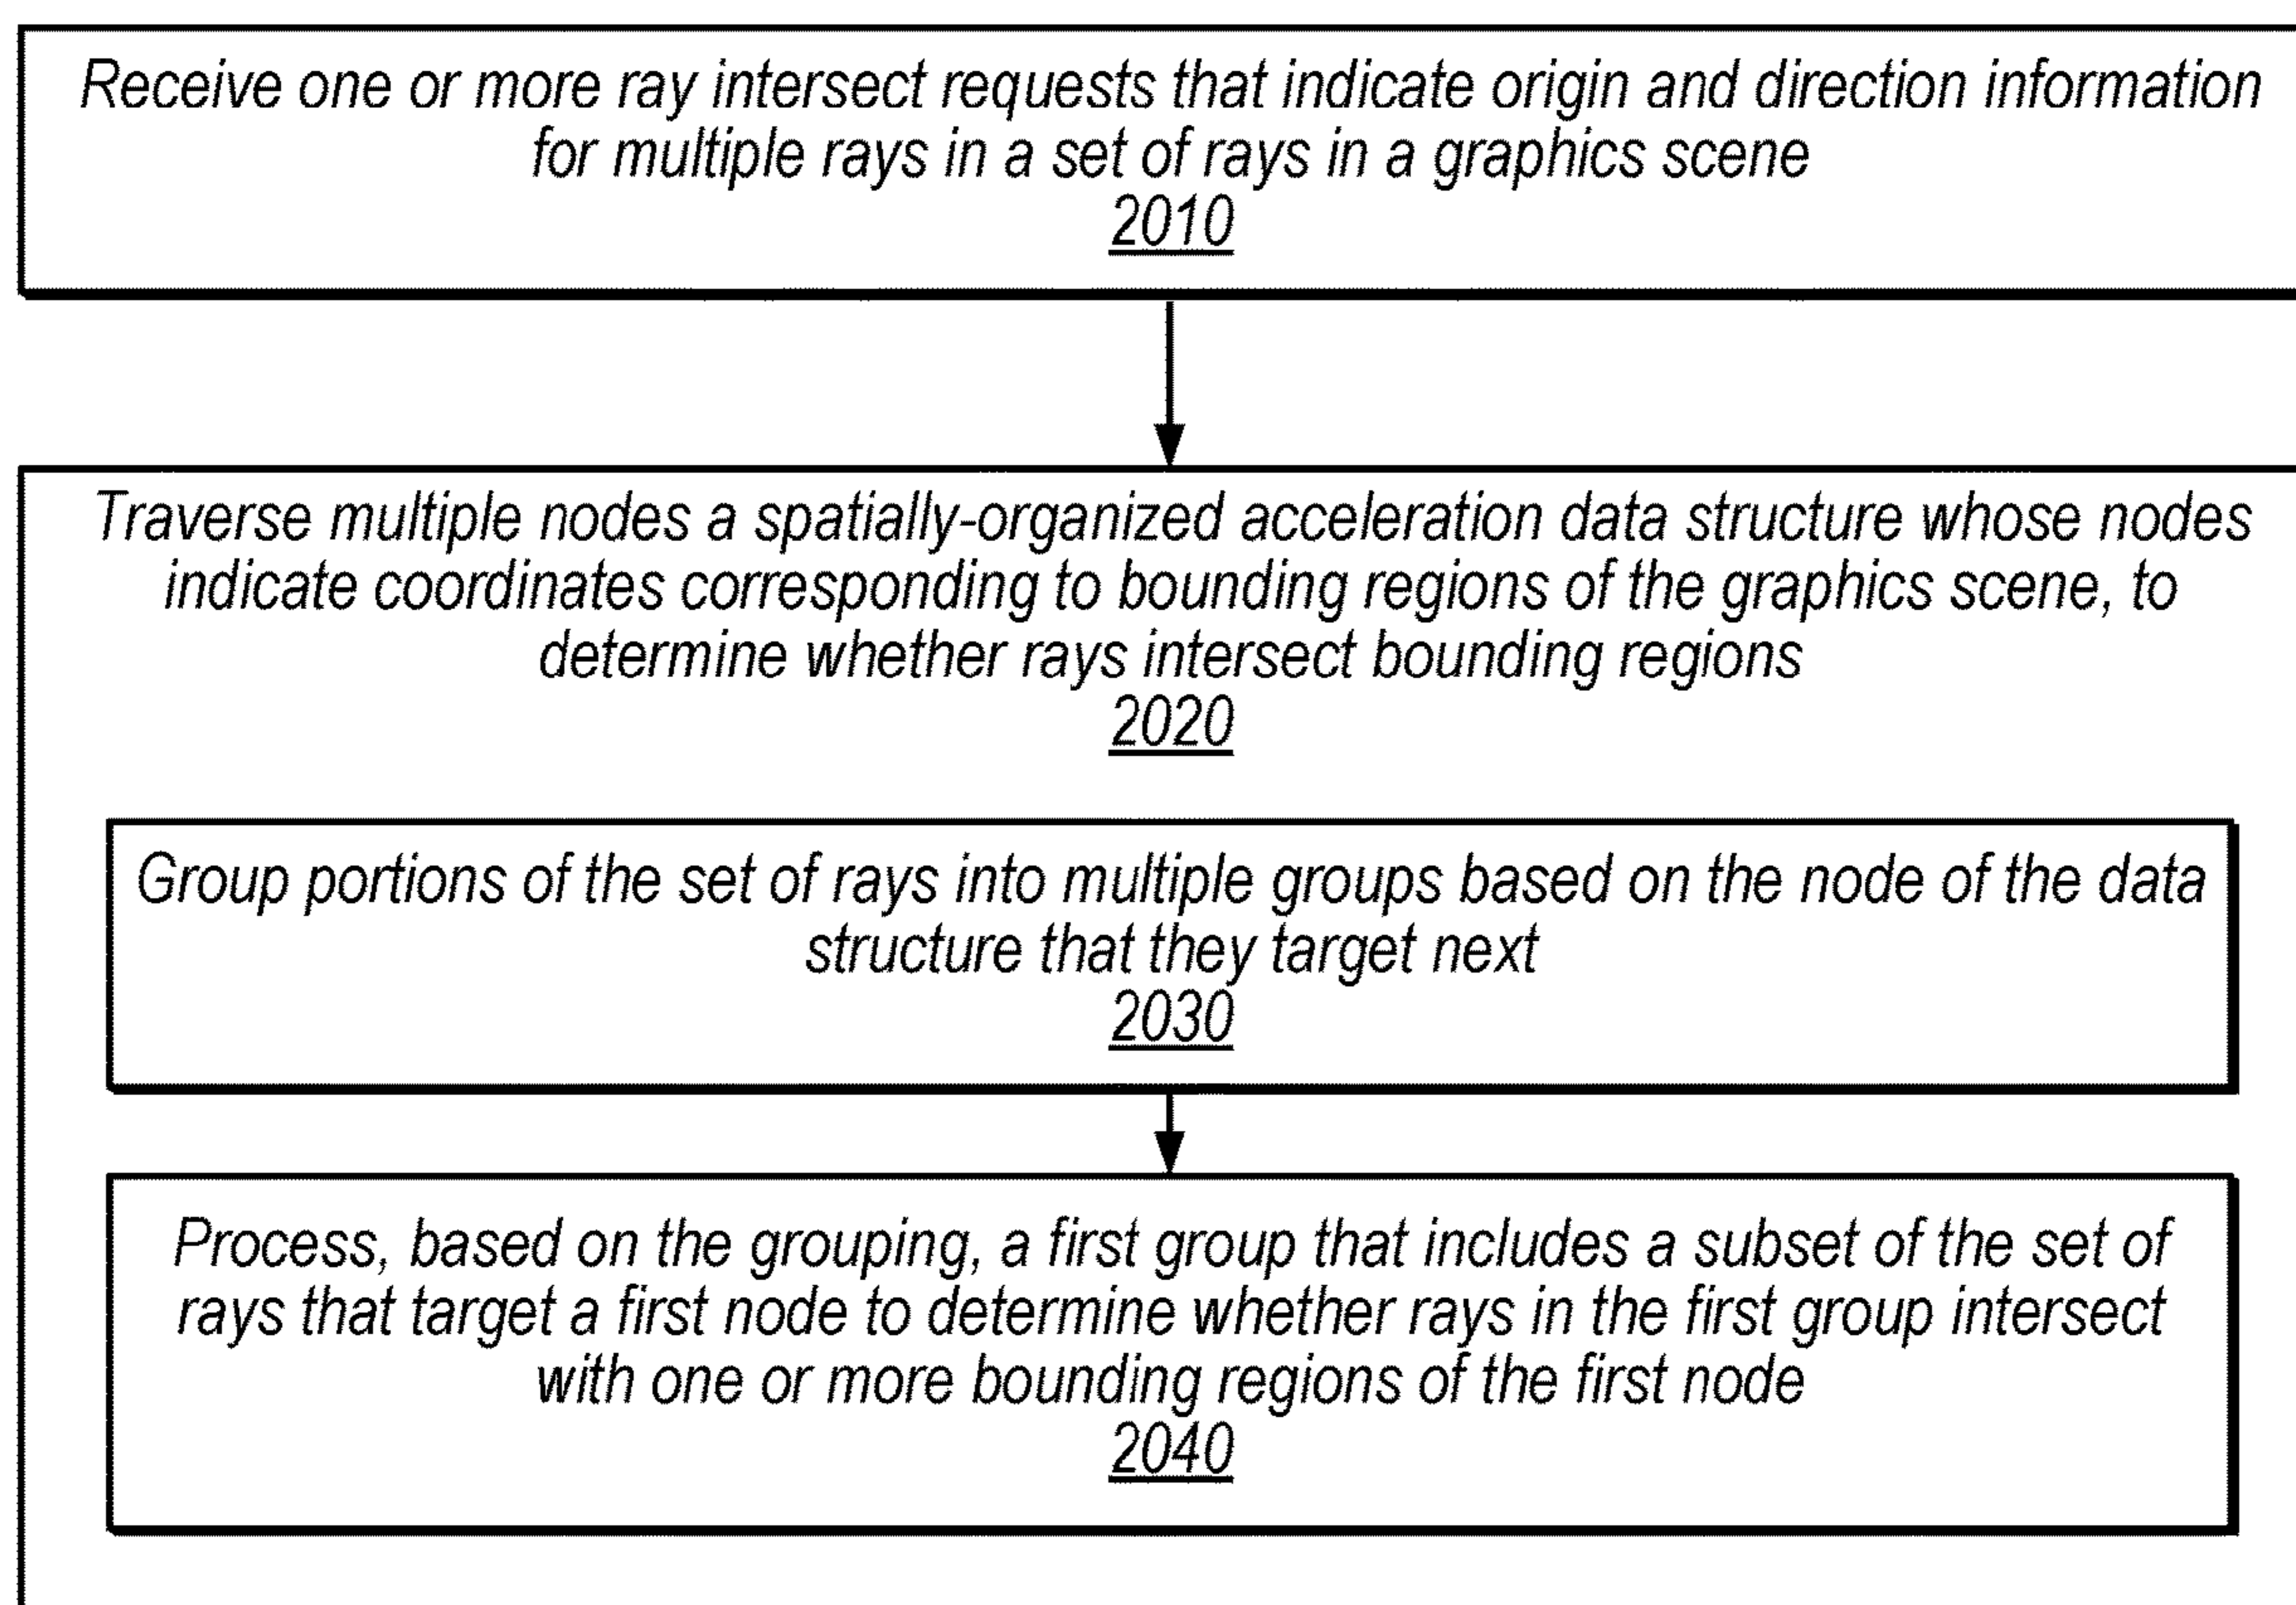 Receive one or more ray intersect requests that indicate origin and direction information
for multiple rays in a set of rays in a graphics scene
2010
Traverse multiple nodes a spatially-organized acceleration data structure whose nodes
indicate coordinates corresponding to bounding regions of the graphics scene, to
determine whether rays intersect bounding regions
2020
Group portions of the set of rays into multiple groups based on the node of the data
structure that they target next
2030
Process, based on the grouping, a first group that includes a subset of the set of
rays that target a first node to determine whether rays in the first group intersect
with one or more bounding regions of the first node
2040